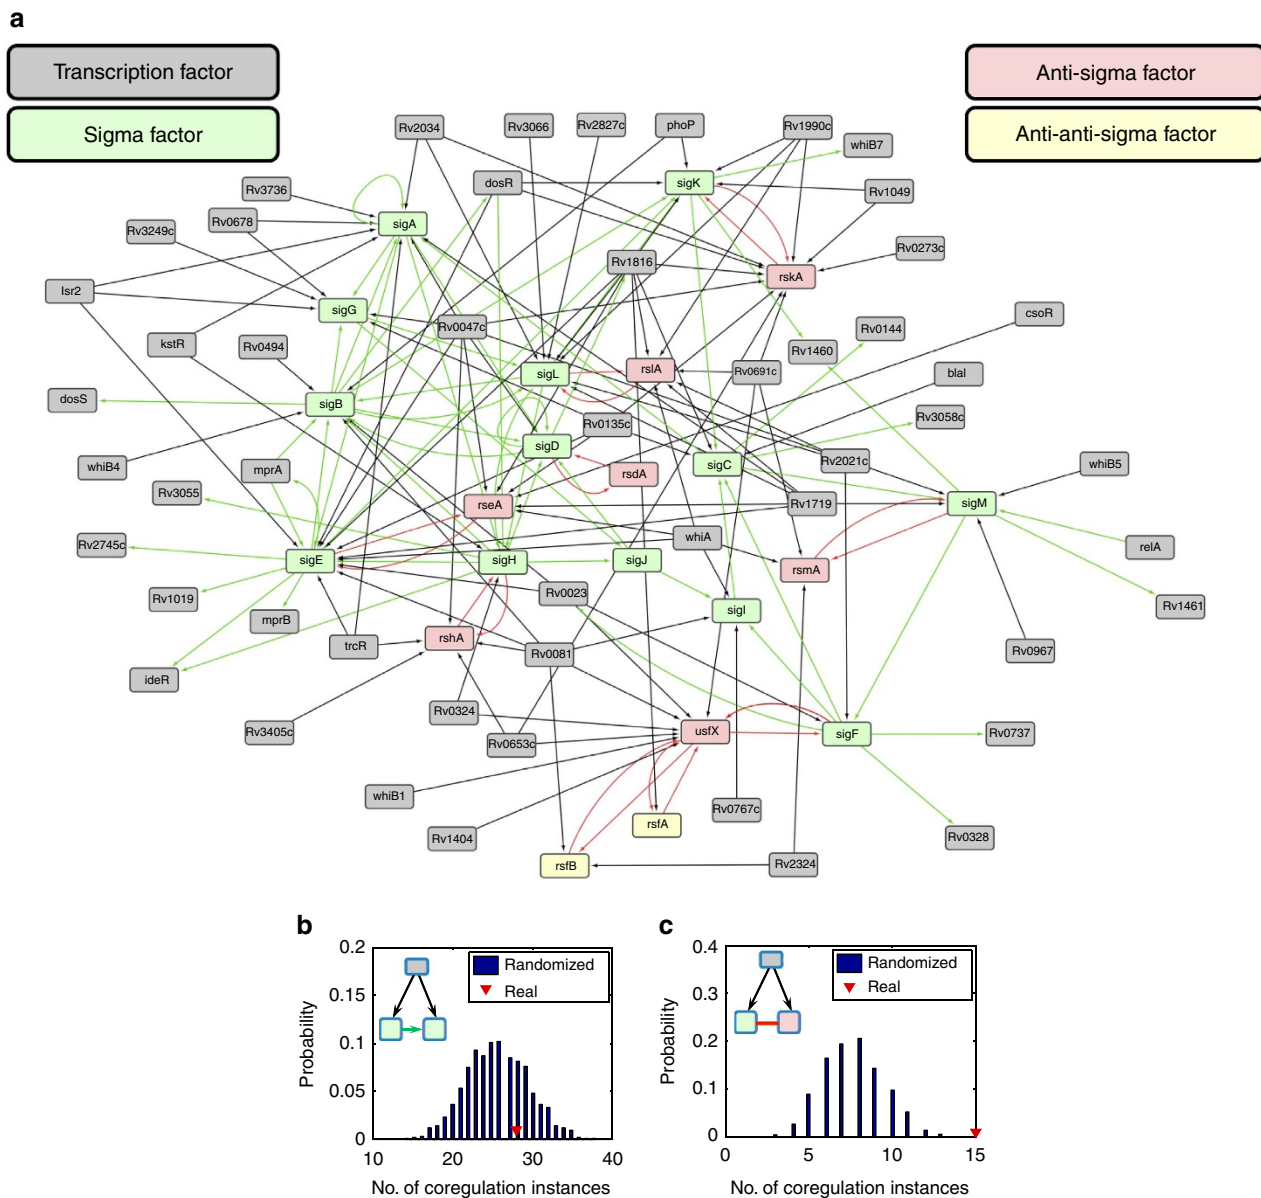 a
Transcription factor
Anti-sigma factor
Sigma factor
Anti-anti-sigma factor
Rv2034
Rv3066
Rv2827c
phoP
Rv1990c
whiB7
Rv3736
dosR
sigK
Rv1049
Rv3249c
Rv0678
sigA
Rv0273c
Rv1816
rskA
lsr2
sigG
Rv0047c
csoR
Rv0144
kstR
Rv0494
Rv1460
sigL
rslA
Rv0691c
blaI
dosS
sigB
Rv3058c
Rv0135c
whiB4
mprA
sigD
sigC
Rv2021c
whiB5
rsdA
Rv3055
rseA
Rv1719
sigM
Rv2745c
whiA
relA
sigE
sigH
sigJ
rsmA
Rv1019
Rv0023
sigI
Rv1461
mprB
trcR
rshA
Rv0081
Rv0967
ideR
Rv3405c
Rv0324
Rv0653c
usfX
sigF
Rv0737
whiB1
Rv0767c
Rv1404
rsfA
Rv0328
rsfB
Rv2324
b
c
0.2
0.15
0.1
0.05
0
Probability
Randomized
Real
10
20
30
40
No. of coregulation instances
0.4
0.3
0.2
0.1
0
Probability
Randomized
Real
0
5
10
15
No. of coregulation instances